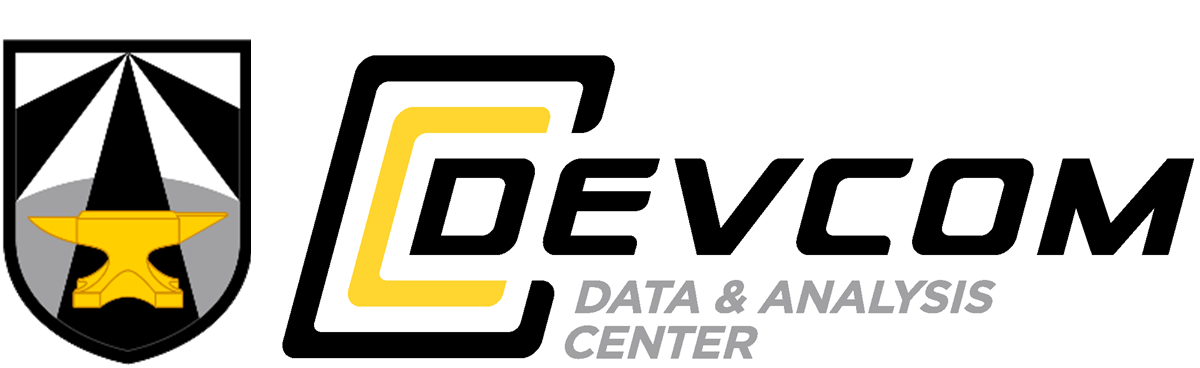 DEVCOM
DATA & ANALYSIS
CENTER